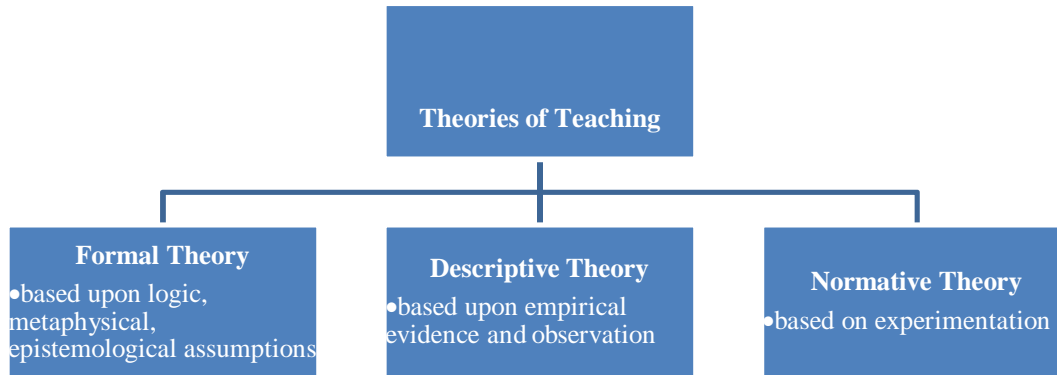 Theories of Teaching
Formal Theory
•based upon logic,
metaphysical,
epistemological assumptions
Descriptive Theory
•based upon empirical
evidence and observation
Normative Theory
•based on experimentation